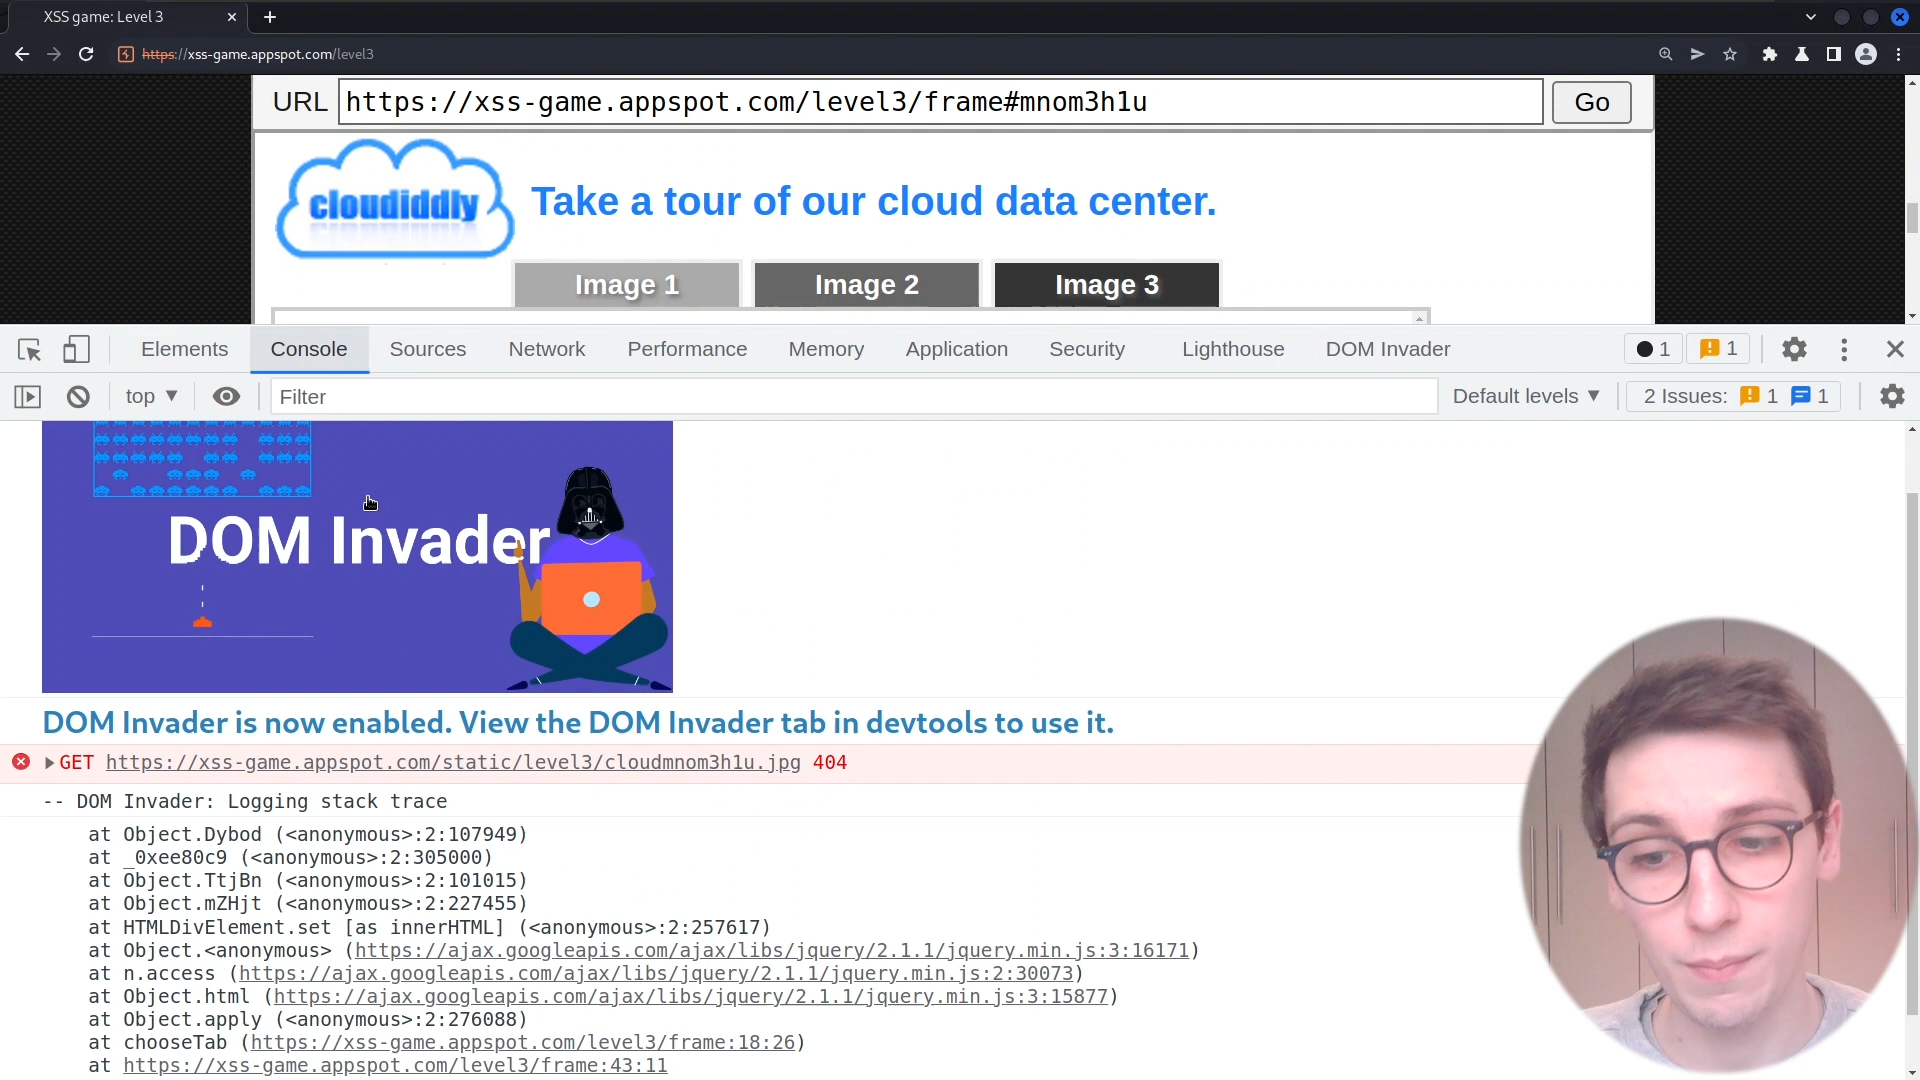 XSS game: Level 3
https://xss-game.appspot.com/level3
URL https://xss-game.appspot.com/level3/frame#mnom3h1u Go
cloudiddly
Take a tour of our cloud data center.
Image 1 Image 2 Image 3
Elements Console Sources Network Performance Memory Application Security Lighthouse DOM Invader 1 1
top Filter Default levels 2 Issues: 1 1
DOM Invader
DOM Invader is now enabled. View the DOM Invader tab in devtools to use it.
GET https://xss-game.appspot.com/static/level3/cloudmnom3h1u.jpg 404
-- DOM Invader: Logging stack trace
at Object.Dybod (<anonymous>:2:107949)
at _0xee80c9 (<anonymous>:2:305000)
at Object.TtjBn (<anonymous>:2:101015)
at Object.mZHjt (<anonymous>:2:227455)
at HTMLDivElement.set [as innerHTML] (<anonymous>:2:257617)
at Object.<anonymous> (https://ajax.googleapis.com/ajax/libs/jquery/2.1.1/jquery.min.js:3:16171)
at n.access (https://ajax.googleapis.com/ajax/libs/jquery/2.1.1/jquery.min.js:2:30073)
at Object.html (https://ajax.googleapis.com/ajax/libs/jquery/2.1.1/jquery.min.js:3:15877)
at Object.apply (<anonymous>:2:276088)
at chooseTab (https://xss-game.appspot.com/level3/frame:18:26)
at https://xss-game.appspot.com/level3/frame:43:11